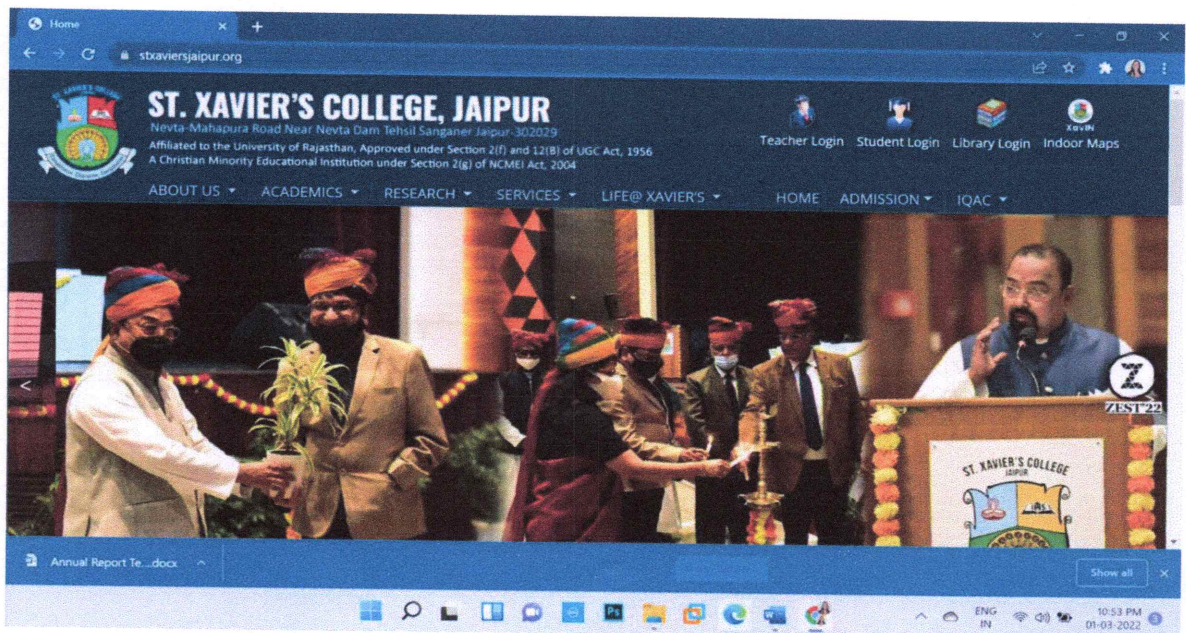 Home
stxaviersjaipur.org
ST. XAVIER'S COLLEGE, JAIPUR
Nevta-Mahapura Road Near Nevta Dam Tehsil Sanganer Jaipur-302029
Affiliated to the University of Rajasthan, Approved under Section 2(f) and 12(B) of UGC Act, 1956
A Christian Minority Educational Institution under Section 2(g) of NCMEI Act, 2004
Teacher Login Student Login Library Login Indoor Maps
XavIN
ABOUT US ACADEMICS RESEARCH SERVICES LIFE@ XAVIER'S HOME ADMISSION IQAC
Z
ZEST'22
ST. XAVIER'S COLLEGE
JAIPUR
Annual Report Te....docx
Show all
Ps
ENG
IN
10:53 PM
01-03-2022
3